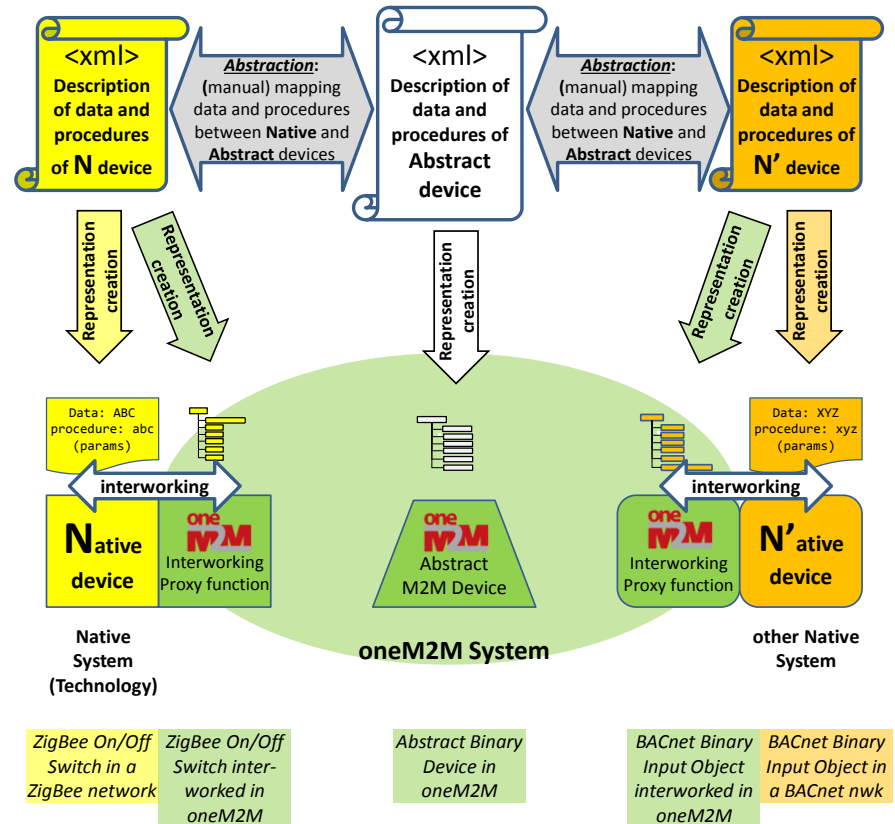 <xml>
Description
of data and
procedures
of N device
Abstraction:
(manual) mapping
data and procedures
between Native and
Abstract devices
<xml>
Description of
data and
procedures of
Abstract
device
Abstraction:
(manual) mapping
data and procedures
between Native and
Abstract devices
<xml>
Description of
data and
procedures of
N' device
Representation
creation
Representation
creation
Representation
creation
Representation
creation
Representation
creation
Data: ABC
procedure: abc
(params)
Data: XYZ
procedure: xyz
(params)
interworking
interworking
Native
device
one
M2M
Interworking
Proxy function
one
M2M
Abstract
M2M Device
one
M2M
Interworking
Proxy function
N'ative
device
Native
System
(Technology)
oneM2M System
other Native
System
ZigBee On/Off
Switch in a
ZigBee network
ZigBee On/Off
Switch inter-
worked in
oneM2M
Abstract Binary
Device in
oneM2M
BACnet Binary
Input Object
interworked in
oneM2M
BACnet Binary
Input Object in
a BACnet nwk